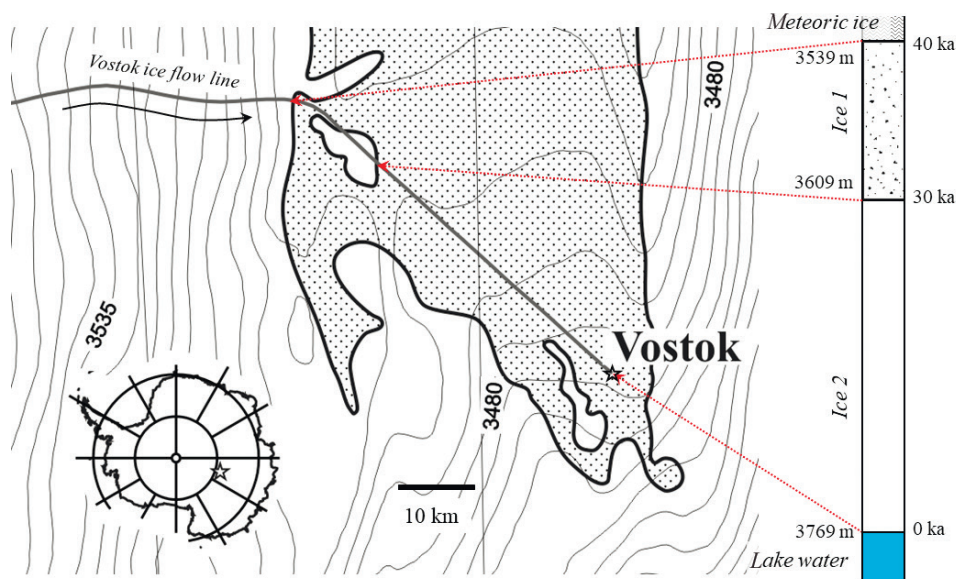 Meteoric ice
40 ka
3539 m
Vostok ice flow line
3480
Ice 1
3609 m
30 ka
3535
Vostok
3480
Ice 2
10 km
3769 m
0 ka
Lake water